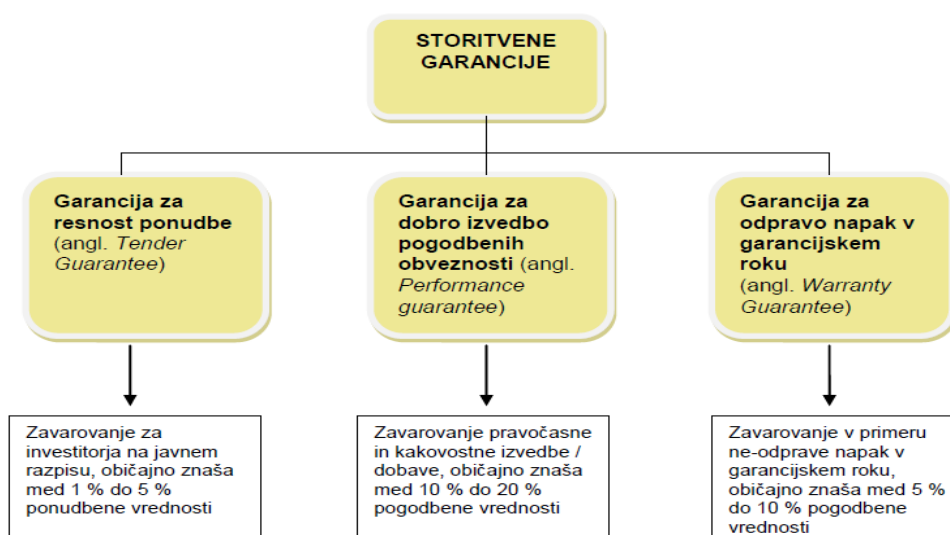 STORITVENE
GARANCIJE
Garancija za
resnost ponudbe
(angl. Tender
Guarantee)
Garancija za
dobro izvedbo
pogodbenih
obveznosti (angl.
Performance
guarantee)
Garancija za
odpravo napak v
garancijskem
roku
(angl. Warranty
Guarantee)
Zavarovanje za
investitorja na javnem
razpisu, običajno znaša
med 1 % do 5 %
ponudbene vrednosti
Zavarovanje pravočasne
in kakovostne izvedbe /
dobave, običajno znaša
med 10 % do 20 %
pogodbene vrednosti
Zavarovanje v primeru
ne-odprave napak v
garancijskem roku,
običajno znaša med 5 %
do 10 % pogodbene
vrednosti